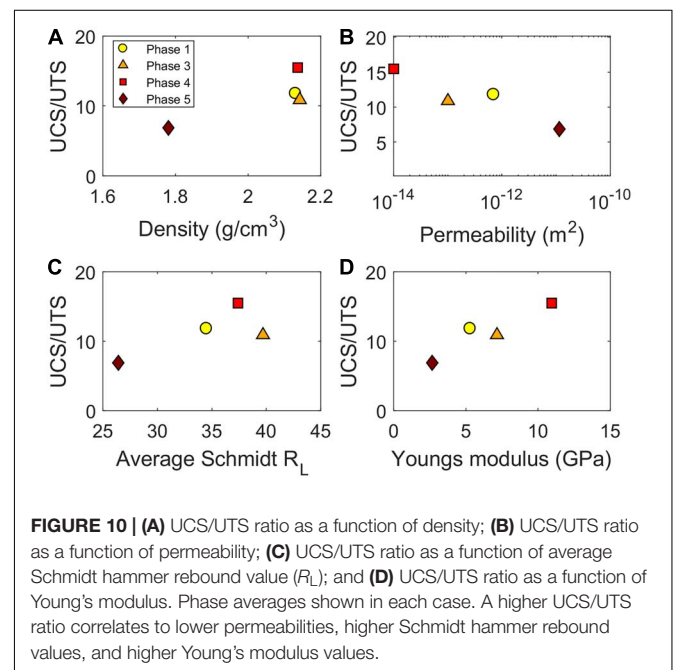 A
B
20
10
0
UCS/UTS
Phase 1
Phase 3
Phase 4
Phase 5
1.6
1.8
2
2.2
Density (g/cm³)
20
15
10
5
UCS/UTS
10⁻¹⁴
10⁻¹²
10⁻¹⁰
Permeability (m²)
C
D
20
10
0
UCS/UTS
25
30
35
40
45
Average Schmidt R_L
20
10
0
UCS/UTS
0
5
10
15
Youngs modulus (GPa)
FIGURE 10 | (A) UCS/UTS ratio as a function of density; (B) UCS/UTS ratio
as a function of permeability; (C) UCS/UTS ratio as a function of average
Schmidt hammer rebound value (R_L); and (D) UCS/UTS ratio as a function of
Young's modulus. Phase averages shown in each case. A higher UCS/UTS
ratio correlates to lower permeabilities, higher Schmidt hammer rebound
values, and higher Young's modulus values.